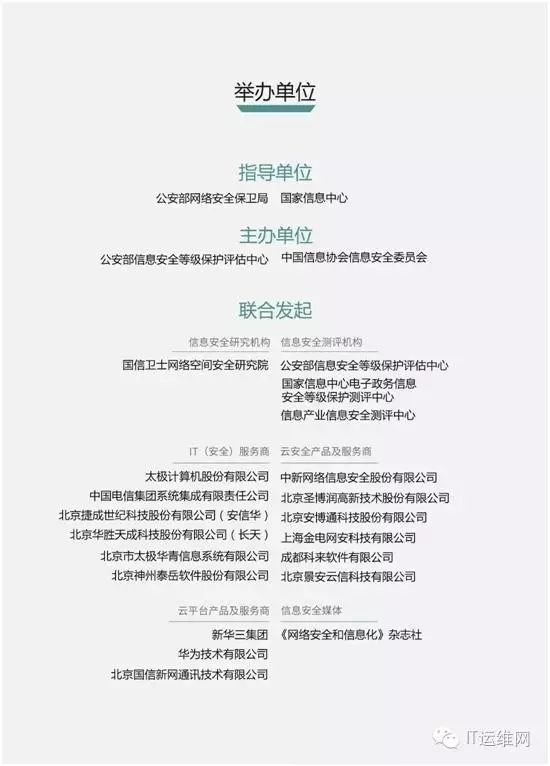 举办单位
指导单位
公安部网络安全保卫局 国家信息中心
主办单位
公安部信息安全等级保护评估中心 中国信息协会信息安全委员会
联合发起
信息安全研究机构
国信卫士网络空间安全研究院
信息安全测评机构
公安部信息安全等级保护评估中心
国家信息中心电子政务信息
安全等级保护测评中心
信息产业信息安全测评中心
IT（安全）服务商
太极计算机股份有限公司
中国电信集团系统集成有限责任公司
北京捷成世纪科技股份有限公司（安信华）
北京华胜天成科技股份有限公司（长天）
北京市太极华青信息系统有限公司
北京神州泰岳软件股份有限公司
云安全产品及服务商
中新网络信息安全股份有限公司
北京圣博润高新技术股份有限公司
北京安博通科技股份有限公司
上海金电网安科技有限公司
成都科来软件有限公司
北京景安云信科技有限公司
云平台产品及服务商
新华三集团
华为技术有限公司
北京国信新网通讯技术有限公司
信息安全媒体
《网络安全和信息化》杂志社
IT运维网